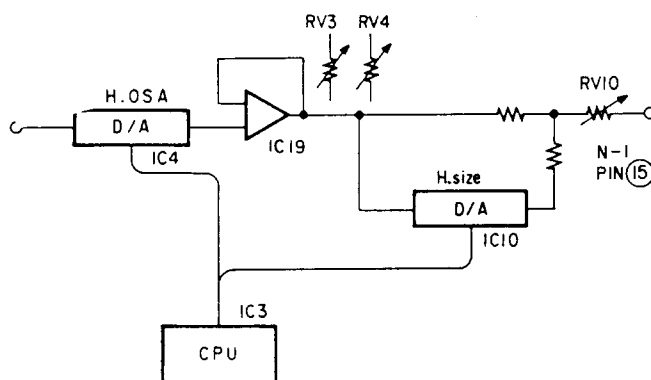 RV3
RV4
H.OSA
D/A
IC4
IC19
RV10
N-1
PIN 15
H.size
D/A
IC10
IC3
CPU